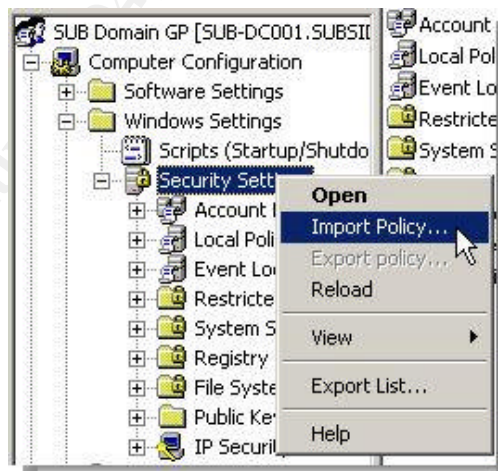 SUB Domain GP [SUB-DC001.SUBSI
Computer Configuration
Software Settings
Windows Settings
Scripts (Startup/Shutdo
Security Sett
Account
Local Poli
Event Lo
Restricte
System S
Registry
File Syste
Public Ke
IP Securi
Account
Local Pol
Event Lo
Restricte
System S
Open
Import Policy...
Export policy...
Reload
View
Export List...
Help